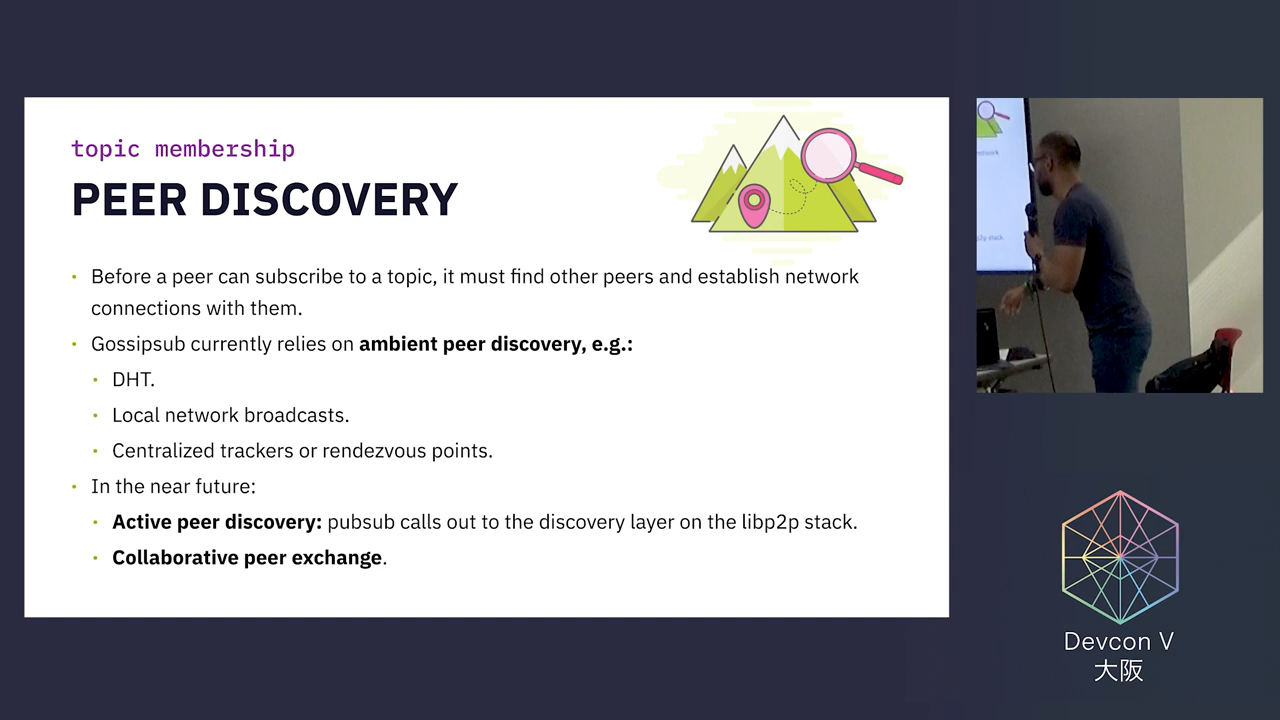 topic membership
PEER DISCOVERY
• Before a peer can subscribe to a topic, it must find other peers and establish network
connections with them.
• Gossipsub currently relies on ambient peer discovery, e.g.:
• DHT.
• Local network broadcasts.
• Centralized trackers or rendezvous points.
• In the near future:
• Active peer discovery: pubsub calls out to the discovery layer on the libp2p stack.
• Collaborative peer exchange.
Devcon V
大阪